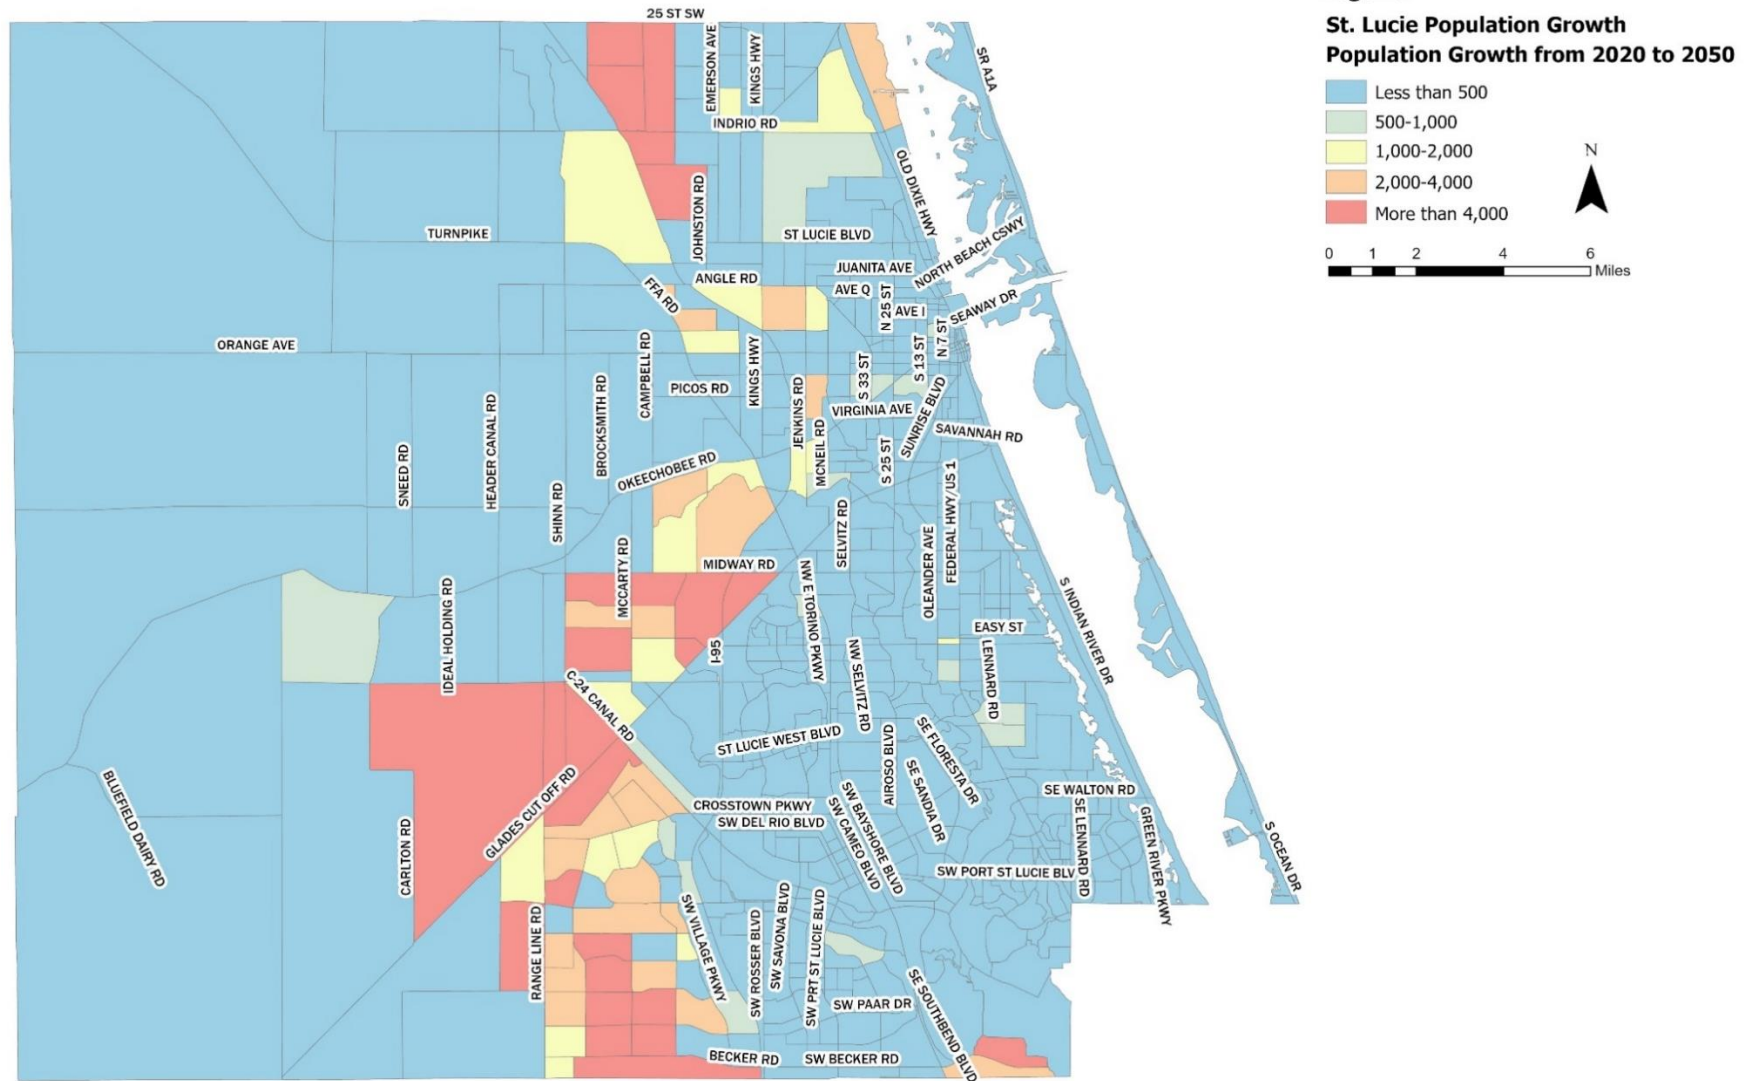 St. Lucie Population Growth
Population Growth from 2020 to 2050
Less than 500
500-1,000
1,000-2,000
2,000-4,000
More than 4,000
N
0 1 2 4 6
Miles
25 ST SW
EMERSON AVE
KINGS HWY
SR A1A
INDRIO RD
OLD DIXIE HWY
JOHNSTON RD
TURNPIKE
ST LUCIE BLVD
NORTH BEACH CSWY
JUANITA AVE
ANGLE RD
FFA RD
AVE Q
N 25 ST
AVE I
SEAWAY DR
N 7 ST
ORANGE AVE
CAMPBELL RD
KINGS HWY
S 33 ST
S 13 ST
PICOS RD
BROCKSMITH RD
JENKINS RD
VIRGINIA AVE
SUNRISE BLVD
HEADER CANAL RD
MCNEIL RD
SAVANNAH RD
SNEED RD
OKEECHOBEE RD
S 25 ST
SHINN RD
SELVITZ RD
FEDERAL HWY/US 1
OLEANDER AVE
MCCARTY RD
MIDWAY RD
NW E TORINO PKWY
IDEAL HOLDING RD
S INDIAN RIVER DR
EASY ST
I-95
NW SELVITZ RD
LENNARD RD
C-24 CANAL RD
ST LUCIE WEST BLVD
AIROSO BLVD
SE FLORESTA DR
BLUEFIELD DAIRY RD
GLADES CUT OFF RD
SE SANDIA DR
SE WALTON RD
CROSSTOWN PKWY
SW BAYSHORE BLVD
SW CAMEO BLVD
SW DEL RIO BLVD
SE LENNARD RD
GREEN RIVER PKWY
S OCEAN DR
CARLTON RD
SW PORT ST LUCIE BLV
RANGE LINE RD
SW VILLAGE PKWY
SW ROSSER BLVD
SW SAVONA BLVD
SW PRT ST LUCIE BLVD
SW PAAR DR
SE SOUTHBEND BLVD
BECKER RD
SW BECKER RD